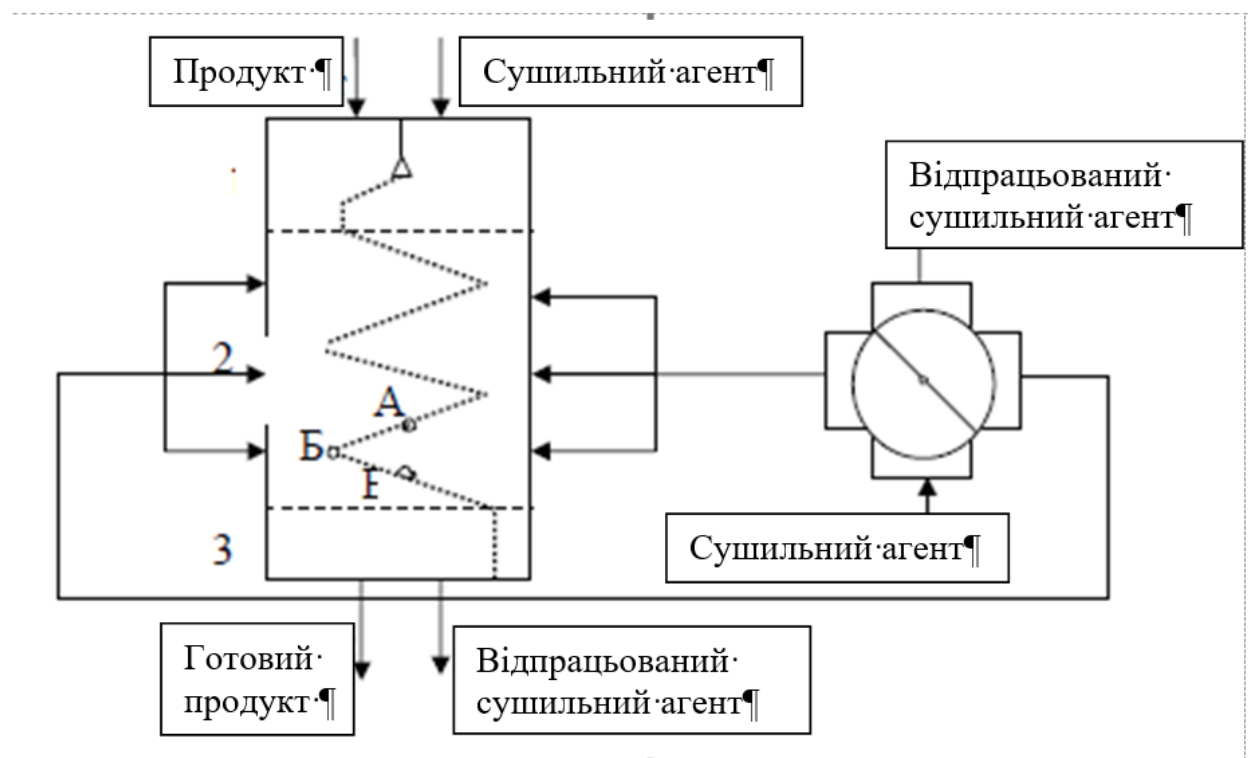 Продукт·¶
Сушильний·агент¶
Відпрацьований·
сушильний·агент¶
2
А
Б
3
Сушильний·агент¶
Готовий·
продукт·¶
Відпрацьований·
сушильний·агент¶